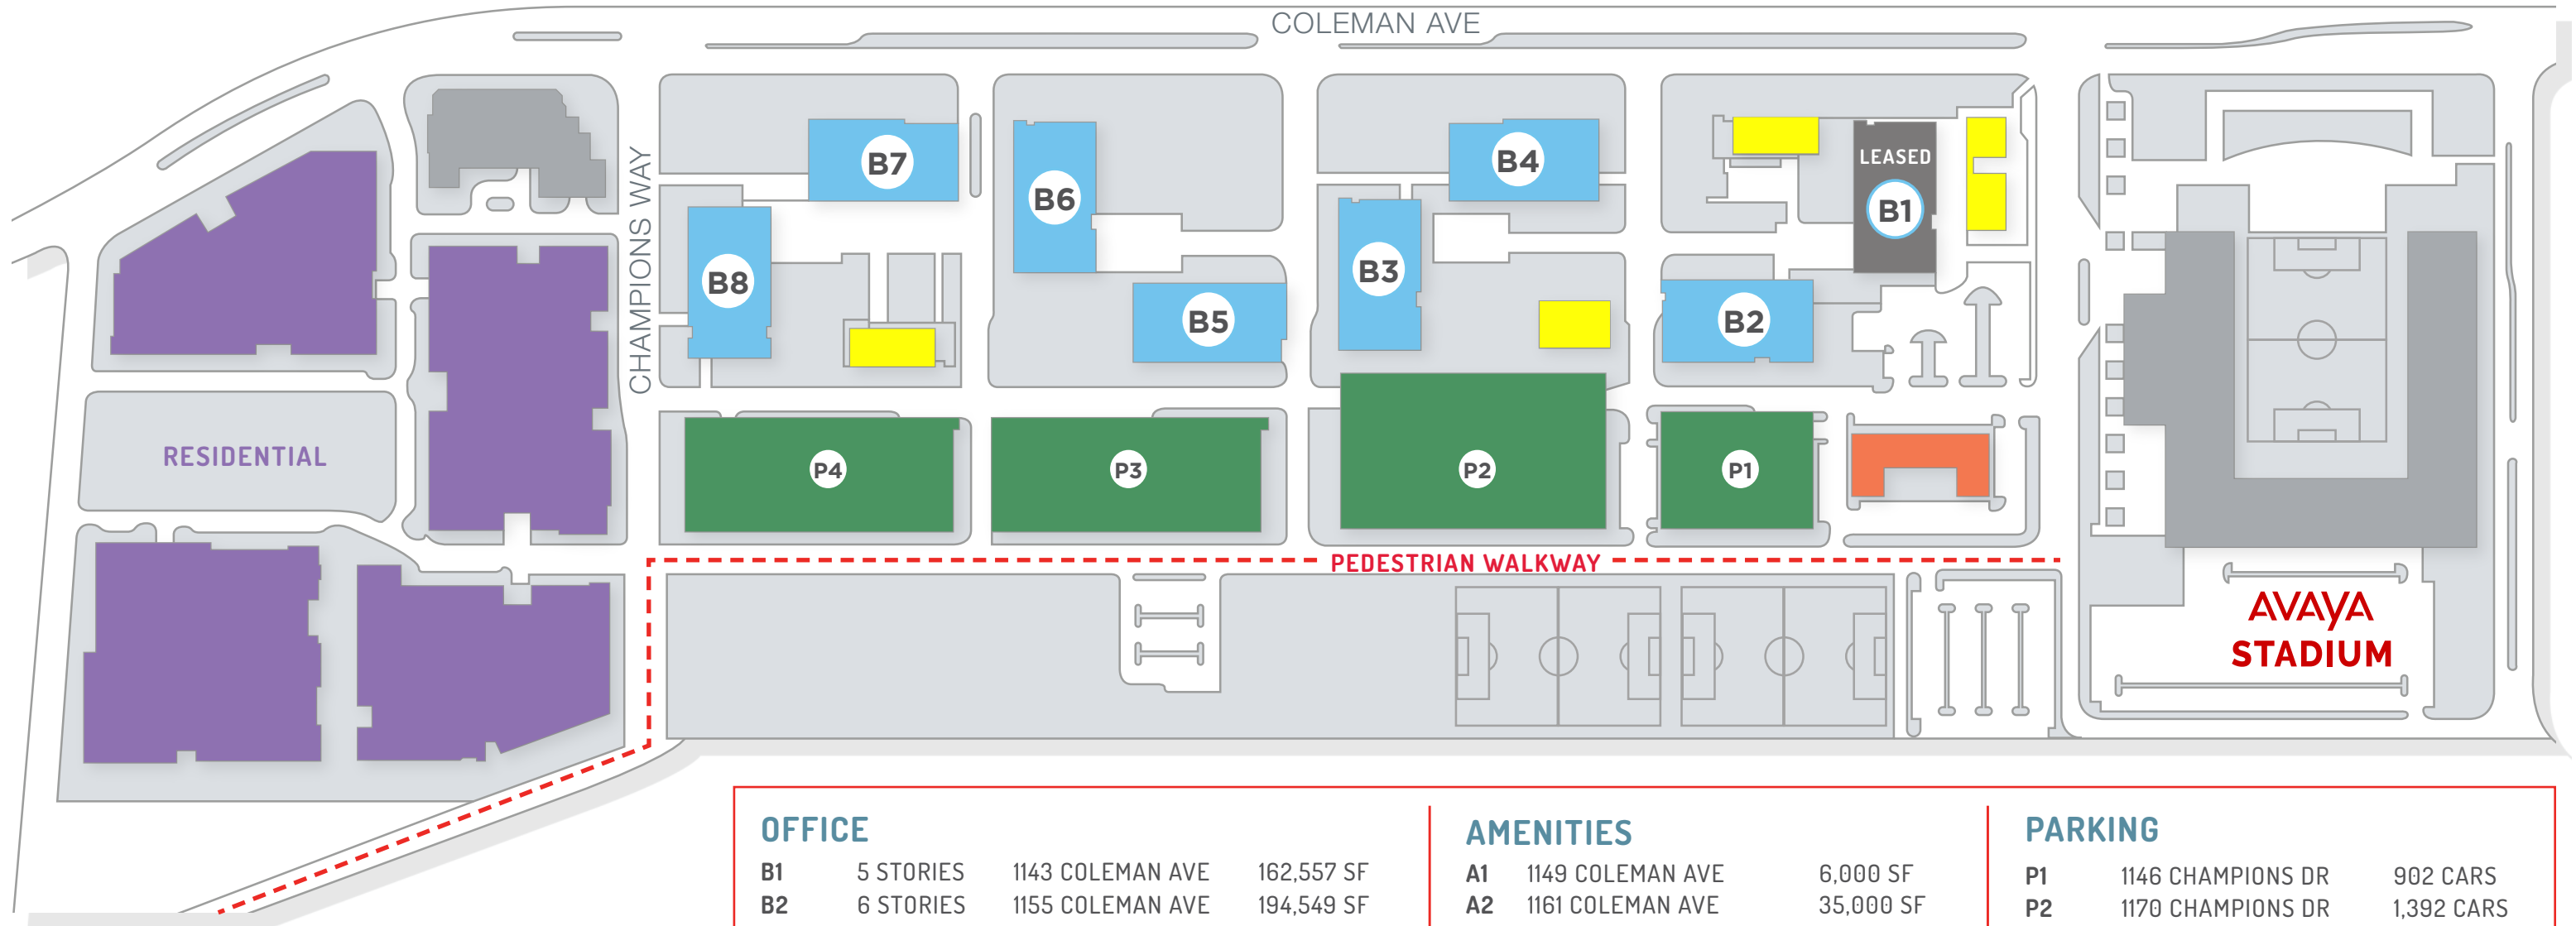 COLEMAN AVE
CHAMPIONS WAY
B7
B6
B4
LEASED
B1
B8
B5
B3
B2
RESIDENTIAL
P4
P3
P2
P1
PEDESTRIAN WALKWAY
AVAYA
STADIUM
OFFICE
B1 5 STORIES 1143 COLEMAN AVE 162,557 SF
B2 6 STORIES 1155 COLEMAN AVE 194,549 SF
AMENITIES
A1 1149 COLEMAN AVE 6,000 SF
A2 1161 COLEMAN AVE 35,000 SF
PARKING
P1 1146 CHAMPIONS DR 902 CARS
P2 1170 CHAMPIONS DR 1,392 CARS